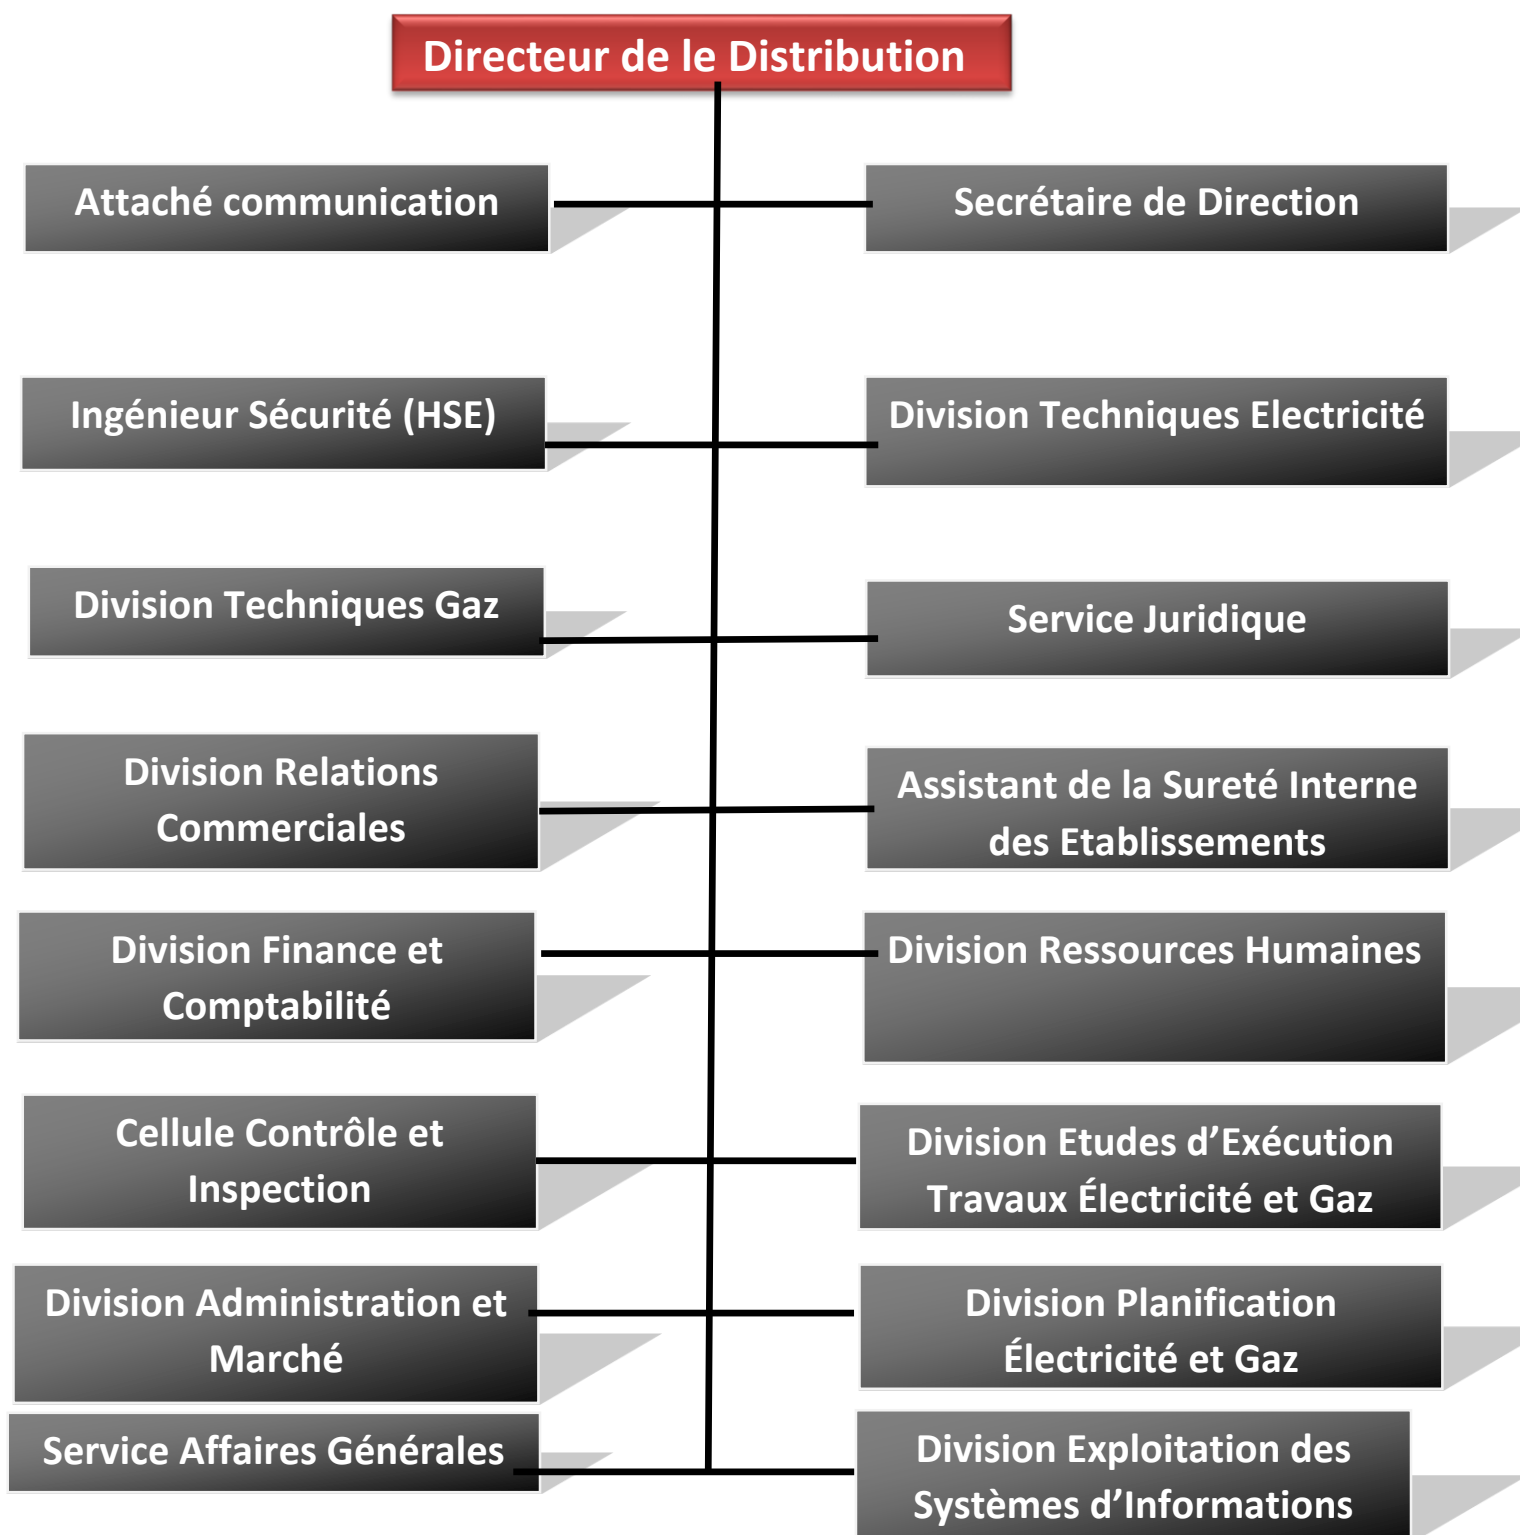 Directeur de le Distribution
Attaché communication
Secrétaire de Direction
Ingénieur Sécurité (HSE)
Division Techniques Electricité
Division Techniques Gaz
Service Juridique
Division Relations
Commerciales
Assistant de la Sureté Interne
des Etablissements
Division Finance et
Comptabilité
Division Ressources Humaines
Cellule Contrôle et
Inspection
Division Etudes d’Exécution
Travaux Électricité et Gaz
Division Administration et
Marché
Division Planification
Électricité et Gaz
Service Affaires Générales
Division Exploitation des
Systèmes d’Informations